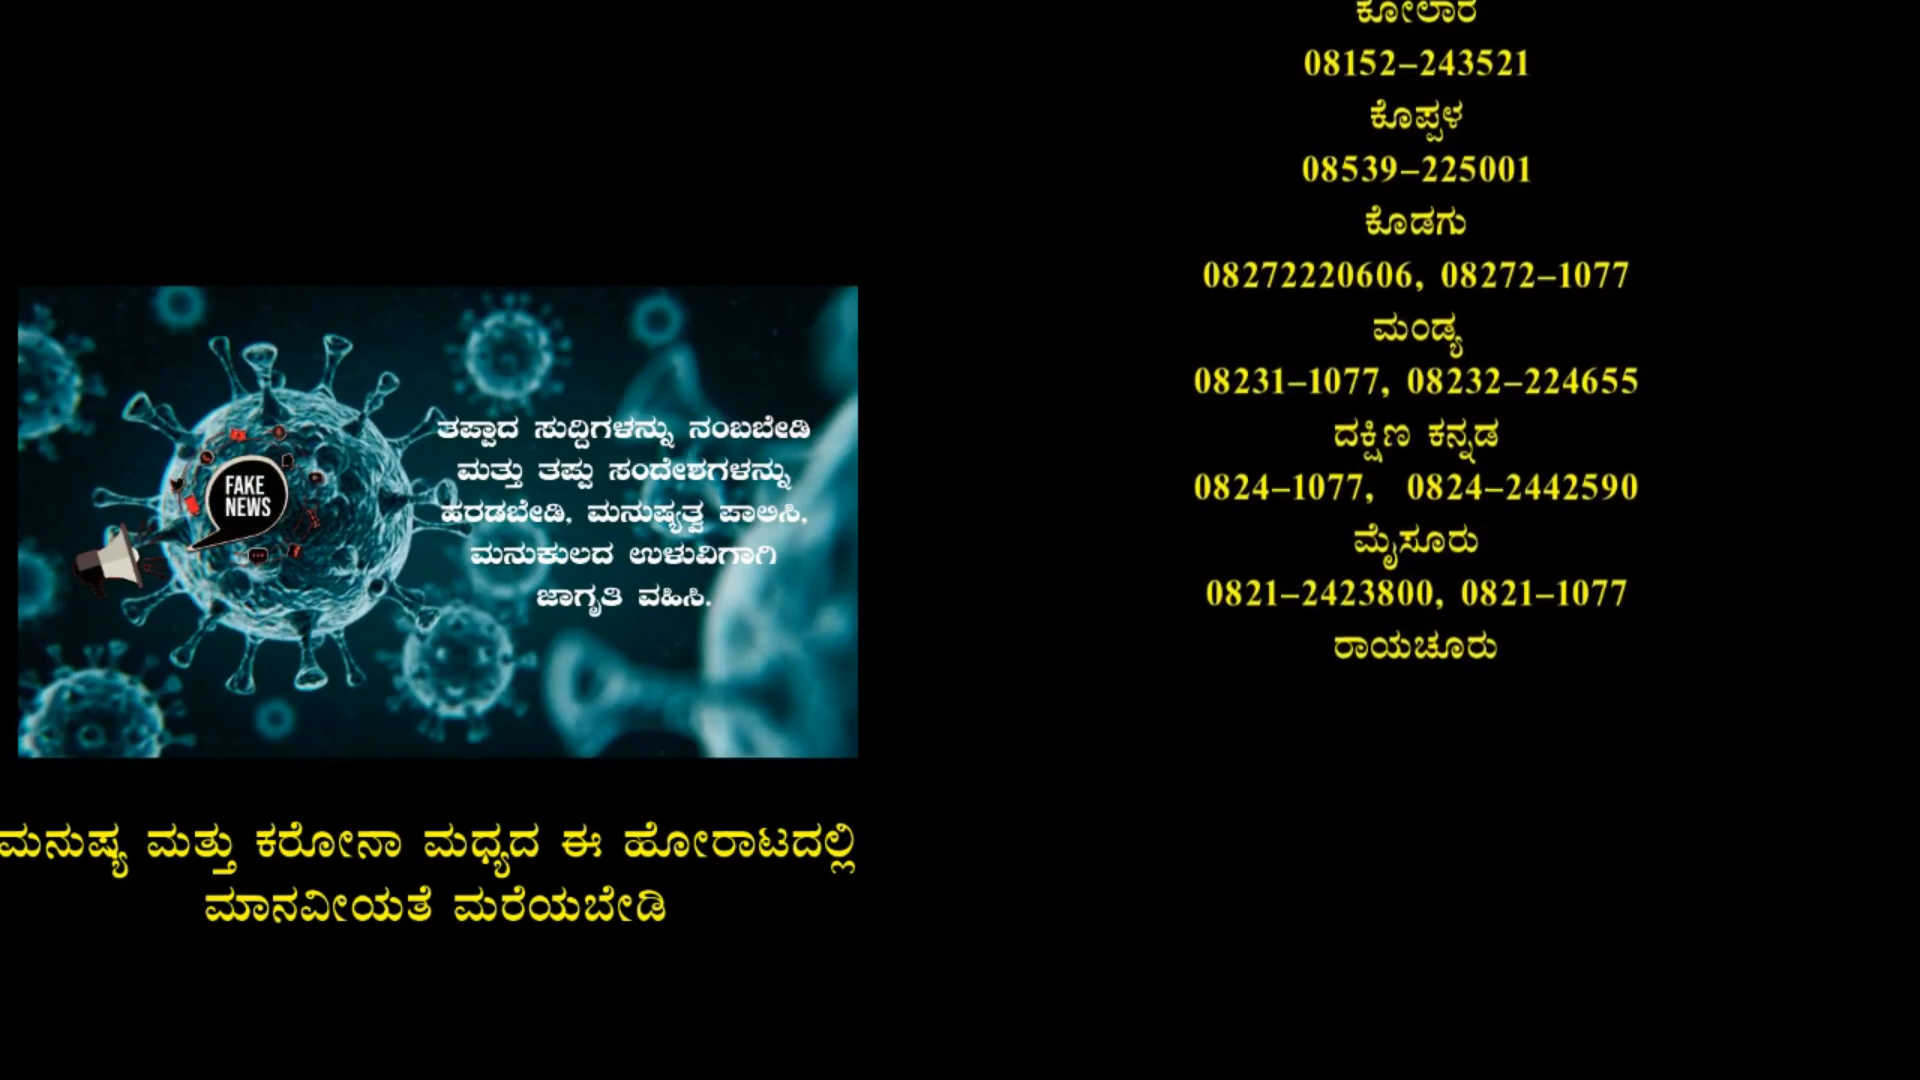 FAKE
NEWS
ತಪ್ಪಾದ ಸುದ್ದಿಗಳನ್ನು ನಂಬಬೇಡಿ
ಮತ್ತು ತಪ್ಪು ಸಂದೇಶಗಳನ್ನು
ಹರಡಬೇಡಿ, ಮನುಷ್ಯತ್ವ ಪಾಲಿಸಿ,
ಮನುಕುಲದ ಉಳುವಿಗಾಗಿ
ಜಾಗೃತಿ ವಹಿಸಿ.
ಮನುಷ್ಯ ಮತ್ತು ಕರೋನಾ ಮಧ್ಯದ ಈ ಹೋರಾಟದಲ್ಲಿ
ಮಾನವೀಯತೆ ಮರೆಯಬೇಡಿ
ಕೋಲಾರ
08152–243521
ಕೊಪ್ಪಳ
08539–225001
ಕೊಡಗು
08272220606, 08272–1077
ಮಂಡ್ಯ
08231–1077, 08232–224655
ದಕ್ಷಿಣ ಕನ್ನಡ
0824–1077, 0824–2442590
ಮೈಸೂರು
0821–2423800, 0821–1077
ರಾಯಚೂರು